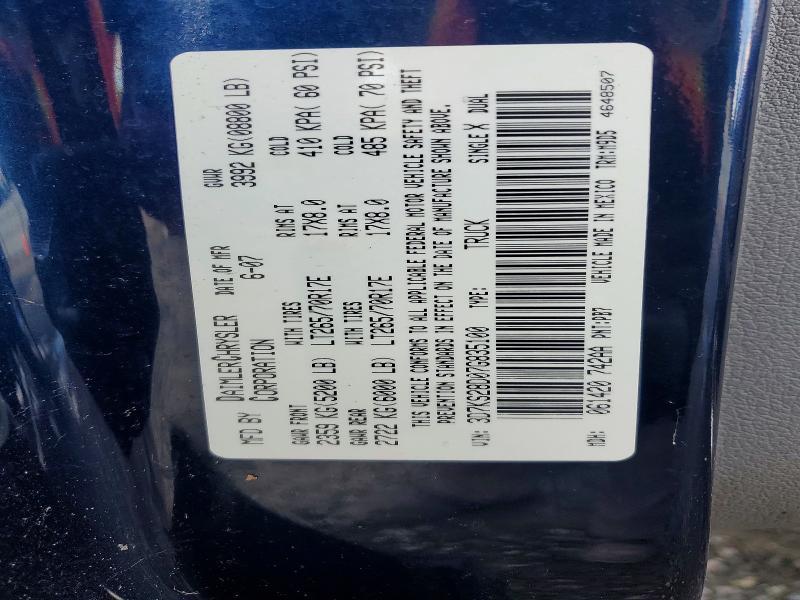 MFD BY DAIMLERCHRYSLER CORPORATION
DATE OF MFR 6-07
GVWR 3992 KG(08800 LB)
GAWR FRONT WITH TIRES RIMS AT COLD
2359 KG(5200 LB) LT265/70R17E 17X8.0 410 KPA( 60 PSI)
GAWR REAR WITH TIRES RIMS AT COLD
2722 KG(6000 LB) LT265/70R17E 17X8.0 485 KPA( 70 PSI)
THIS VEHICLE CONFORMS TO ALL APPLICABLE FEDERAL MOTOR VEHICLE SAFETY AND THEFT
PREVENTION STANDARDS IN EFFECT ON THE DATE OF MANUFACTURE SHOWN ABOVE.
VIN: 3D7KS28D77G835100 TYPE: TRUCK SINGLE X DUAL
MDH: 061420 742AA PNT:PB7 VEHICLE MADE IN MEXICO TRM:M9D5 4648507